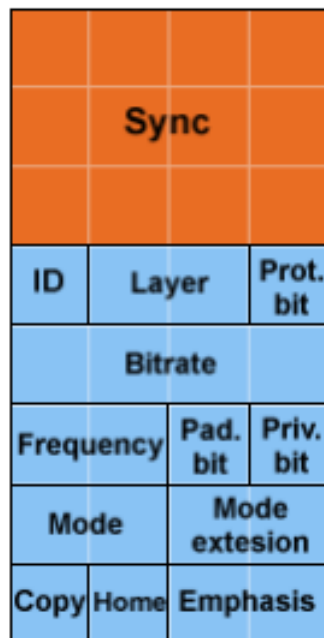 Sync
ID Layer Prot. bit
Bitrate
Frequency Pad. bit Priv. bit
Mode Mode extesion
Copy Home Emphasis